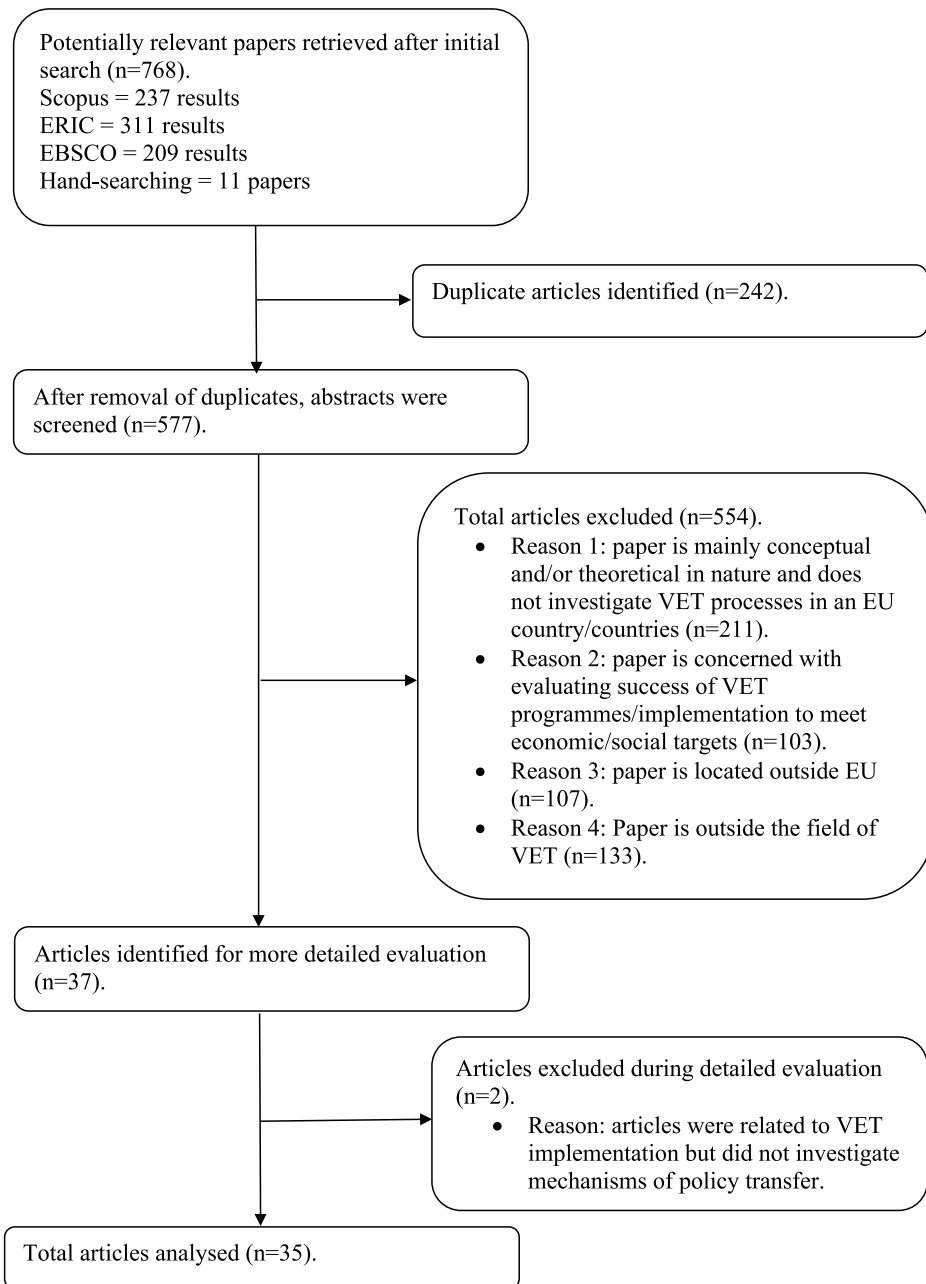 Potentially relevant papers retrieved after initial
search (n=768).
Scopus = 237 results
ERIC = 311 results
EBSCO = 209 results
Hand-searching = 11 papers
Duplicate articles identified (n=242).
After removal of duplicates, abstracts were
screened (n=577).
Total articles excluded (n=554).
• Reason 1: paper is mainly conceptual
and/or theoretical in nature and does
not investigate VET processes in an EU
country/countries (n=211).
• Reason 2: paper is concerned with
evaluating success of VET
programmes/implementation to meet
economic/social targets (n=103).
• Reason 3: paper is located outside EU
(n=107).
• Reason 4: Paper is outside the field of
VET (n=133).
Articles identified for more detailed evaluation
(n=37).
Articles excluded during detailed evaluation
(n=2).
• Reason: articles were related to VET
implementation but did not investigate
mechanisms of policy transfer.
Total articles analysed (n=35).